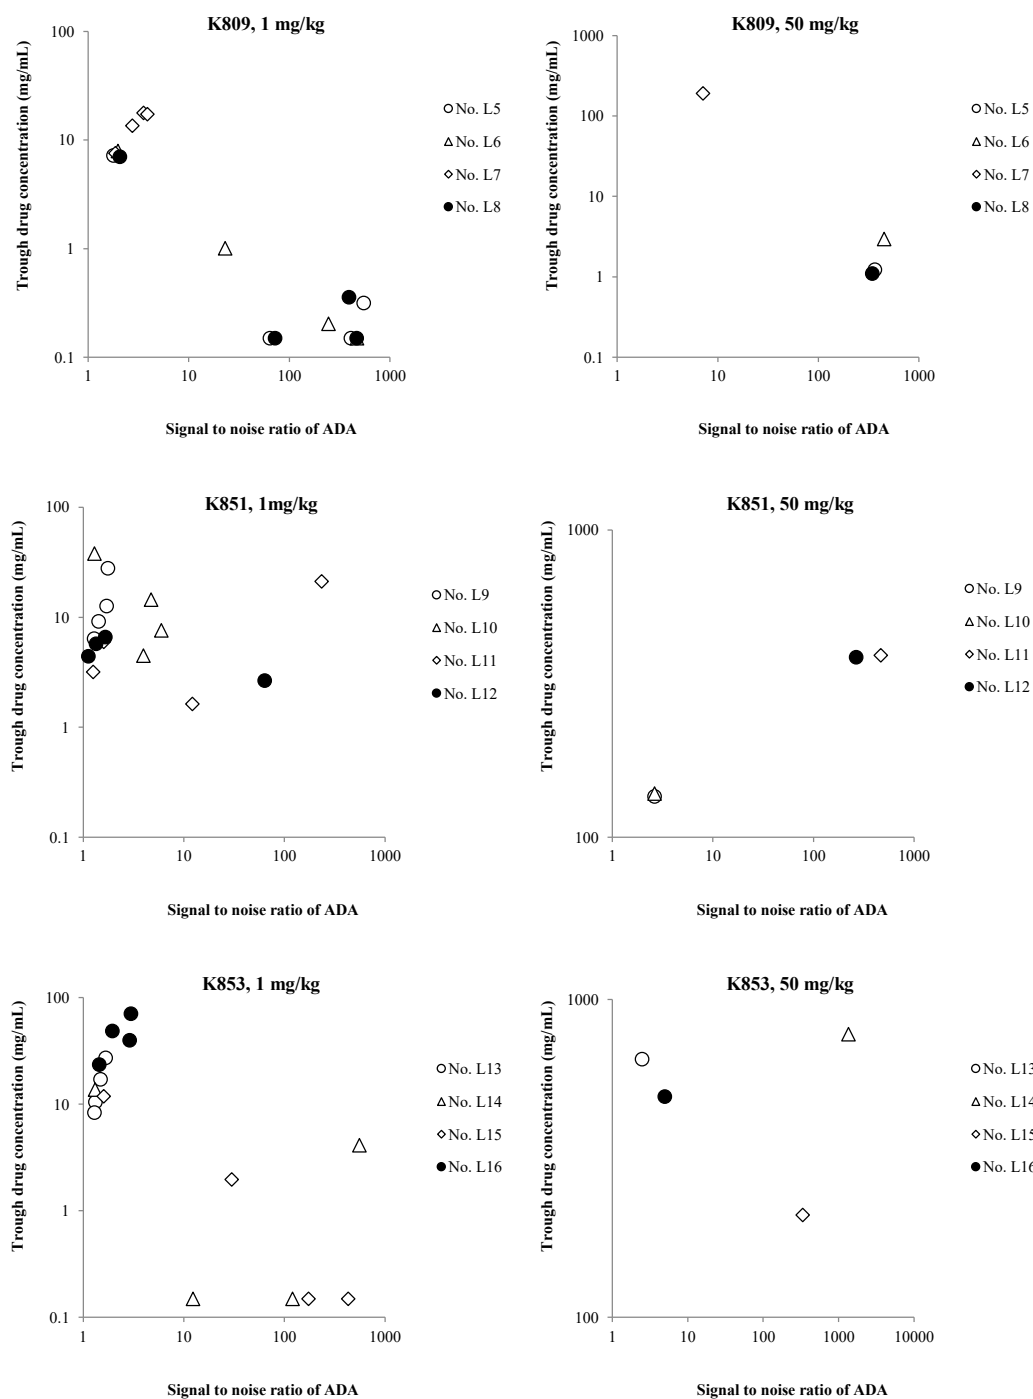 K809, 1 mg/kg
Trough drug concentration (mg/mL)
100
10
1
0.1
1
10
100
1000
Signal to noise ratio of ADA
No. L5
No. L6
No. L7
No. L8
K809, 50 mg/kg
Trough drug concentration (mg/mL)
1000
100
10
1
0.1
1
10
100
1000
Signal to noise ratio of ADA
No. L5
No. L6
No. L7
No. L8
K851, 1mg/kg
Trough drug concentration (mg/mL)
100
10
1
0.1
1
10
100
1000
Signal to noise ratio of ADA
No. L9
No. L10
No. L11
No. L12
K851, 50 mg/kg
Trough drug concentration (mg/mL)
1000
100
1
10
100
1000
Signal to noise ratio of ADA
No. L9
No. L10
No. L11
No. L12
K853, 1 mg/kg
Trough drug concentration (mg/mL)
100
10
1
0.1
1
10
100
1000
Signal to noise ratio of ADA
No. L13
No. L14
No. L15
No. L16
K853, 50 mg/kg
Trough drug concentration (mg/mL)
1000
100
1
10
100
1000
10000
Signal to noise ratio of ADA
No. L13
No. L14
No. L15
No. L16